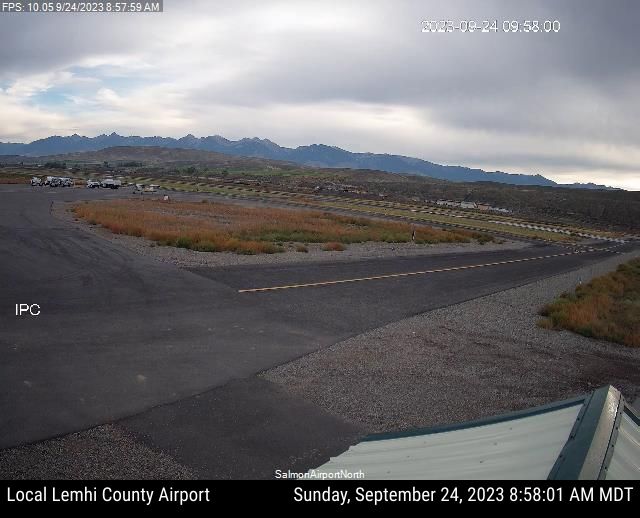 FPS: 10.05 9/24/2023 8:57:59 AM
2023-09-24 09:58:00
IPC
SalmonAirportNorth
Local Lemhi County Airport
Sunday, September 24, 2023 8:58:01 AM MDT